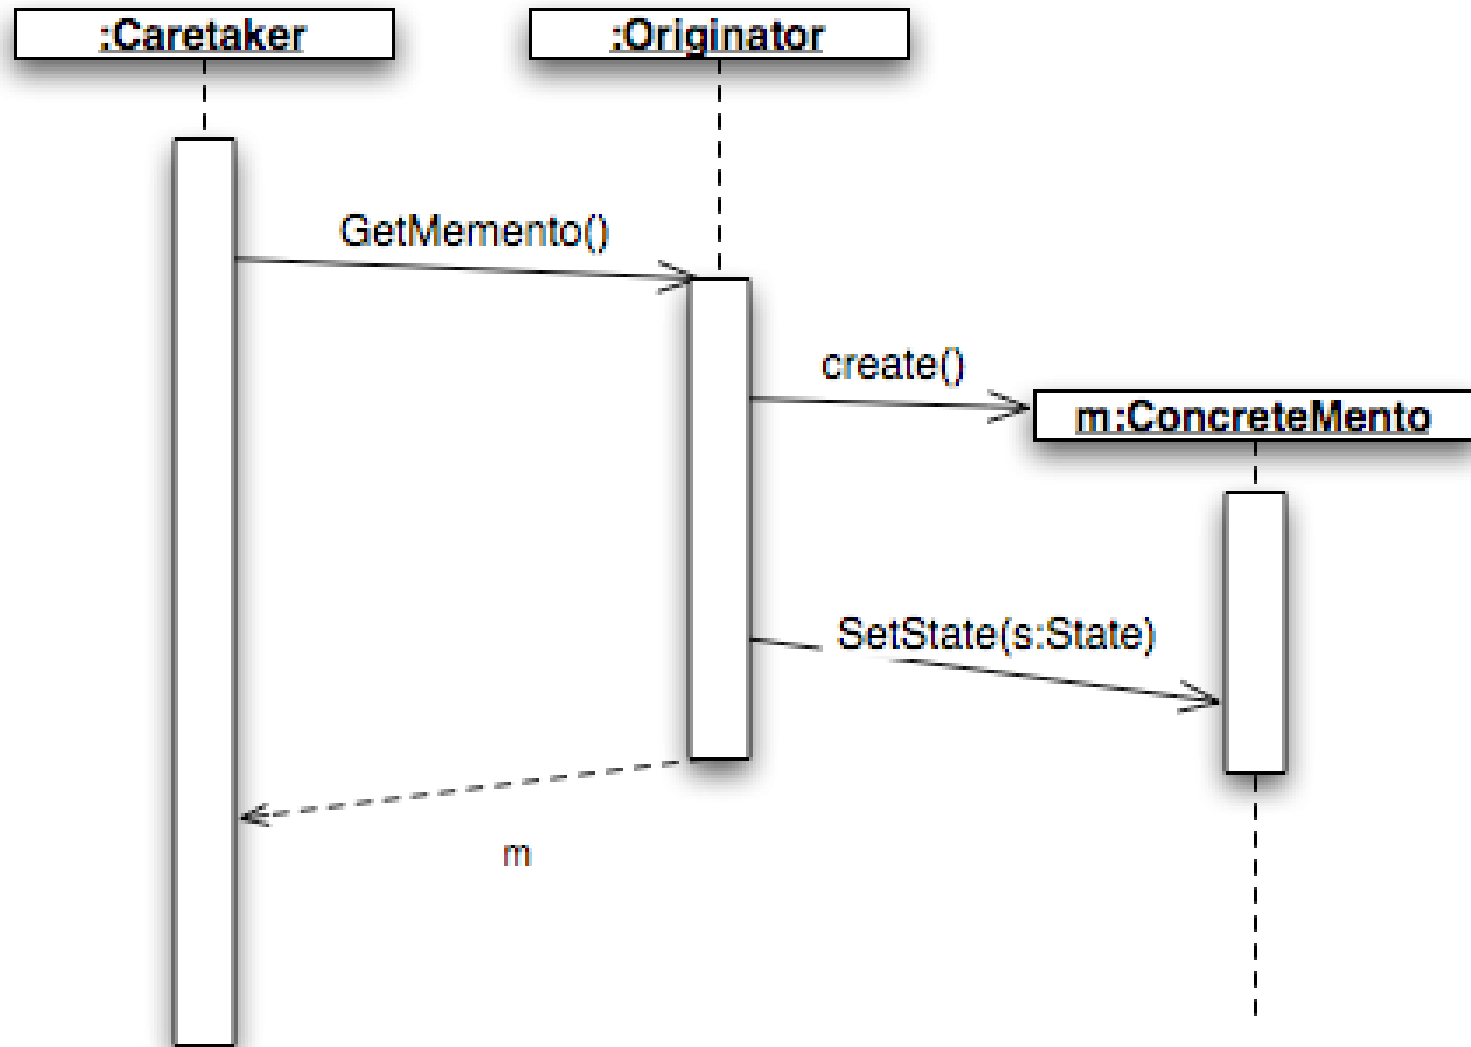 :Caretaker
:Originator
GetMemento()
create()
m:ConcreteMento
SetState(s:State)
m